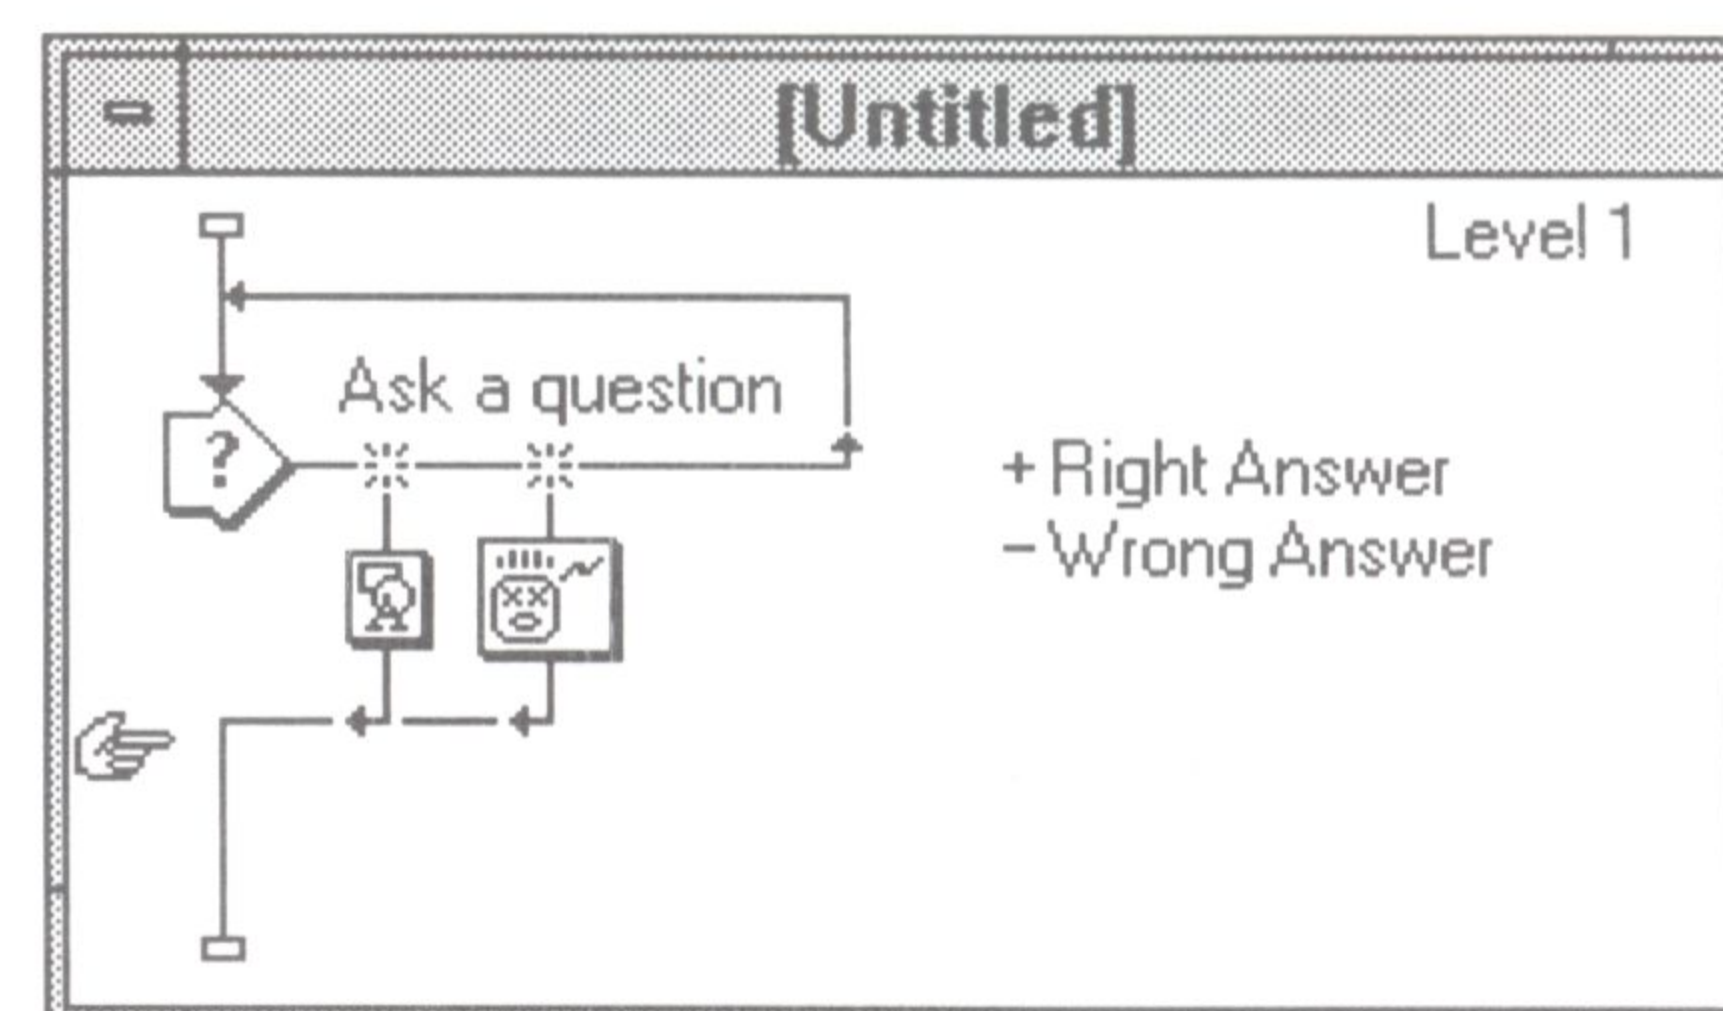 [Untitled]
Level 1
Ask a question
?
+ Right Answer
− Wrong Answer